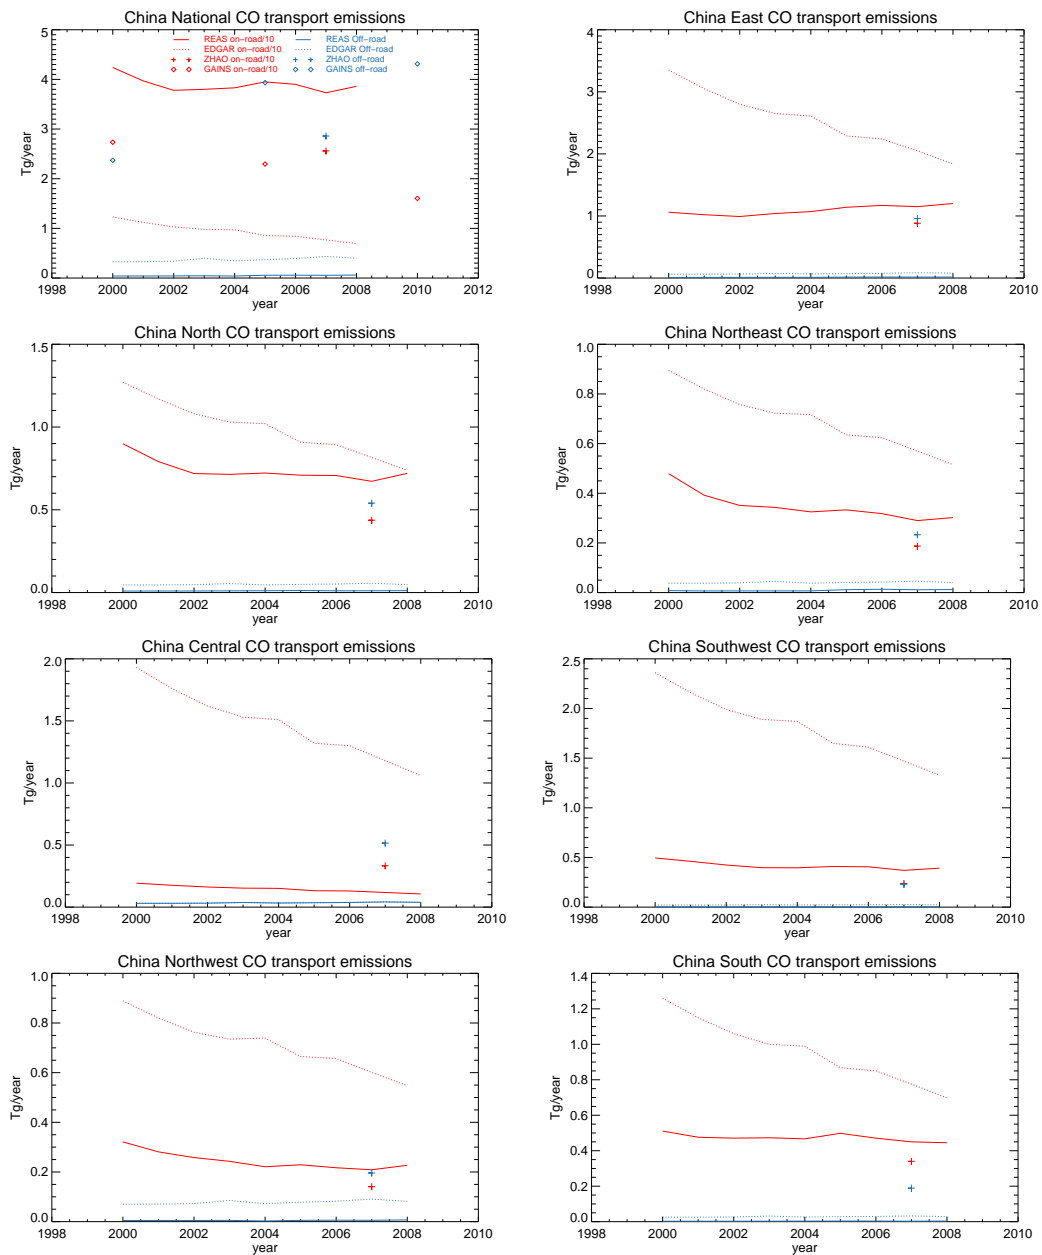 China National CO transport emissions
5
4
3
2
1
0
Tg/year
REAS on-road/10
EDGAR on-road/10
ZHAO on-road/10
GAINS on-road/10
REAS Off-road
EDGAR Off-road
ZHAO off-road
GAINS off-road
1998 2000 2002 2004 2006 2008 2010 2012
year
China East CO transport emissions
4
3
2
1
0
Tg/year
1998 2000 2002 2004 2006 2008 2010
year
China North CO transport emissions
1.5
1.0
0.5
0.0
Tg/year
1998 2000 2002 2004 2006 2008 2010
year
China Northeast CO transport emissions
1.0
0.8
0.6
0.4
0.2
0.0
Tg/year
1998 2000 2002 2004 2006 2008 2010
year
China Central CO transport emissions
2.0
1.5
1.0
0.5
0.0
Tg/year
1998 2000 2002 2004 2006 2008 2010
year
China Southwest CO transport emissions
2.5
2.0
1.5
1.0
0.5
0.0
Tg/year
1998 2000 2002 2004 2006 2008 2010
year
China Northwest CO transport emissions
1.0
0.8
0.6
0.4
0.2
0.0
Tg/year
1998 2000 2002 2004 2006 2008 2010
year
China South CO transport emissions
1.4
1.2
1.0
0.8
0.6
0.4
0.2
0.0
Tg/year
1998 2000 2002 2004 2006 2008 2010
year